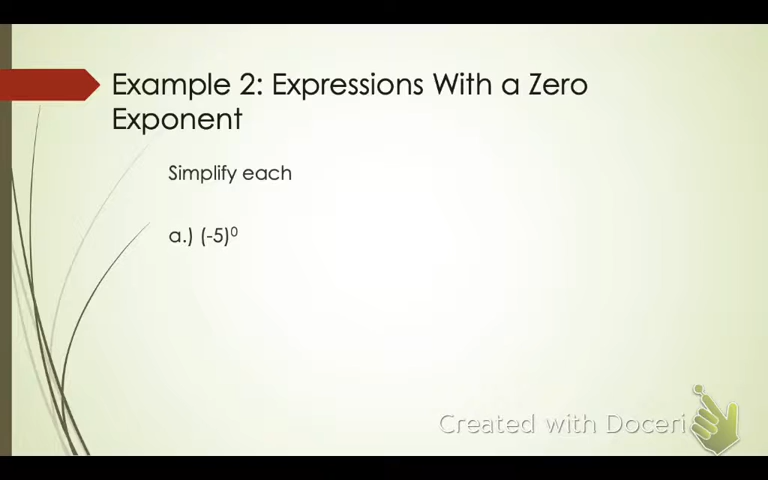 Example 2: Expressions With a Zero
Exponent
Simplify each
a.) (-5)⁰
Created with Doceri